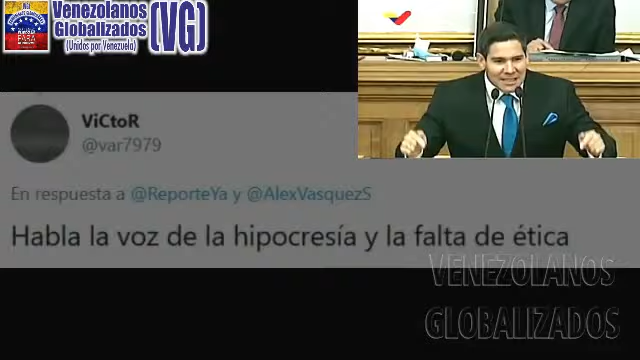 Venezolanos
Globalizados
(Unidos por Venezuela)
(VG)
ViCtoR
@var7979
En respuesta a @ReporteYa y @AlexVasquezS
Habla la voz de la hipocresía y la falta de ética
VENEZOLANOS
GLOBALIZADOS